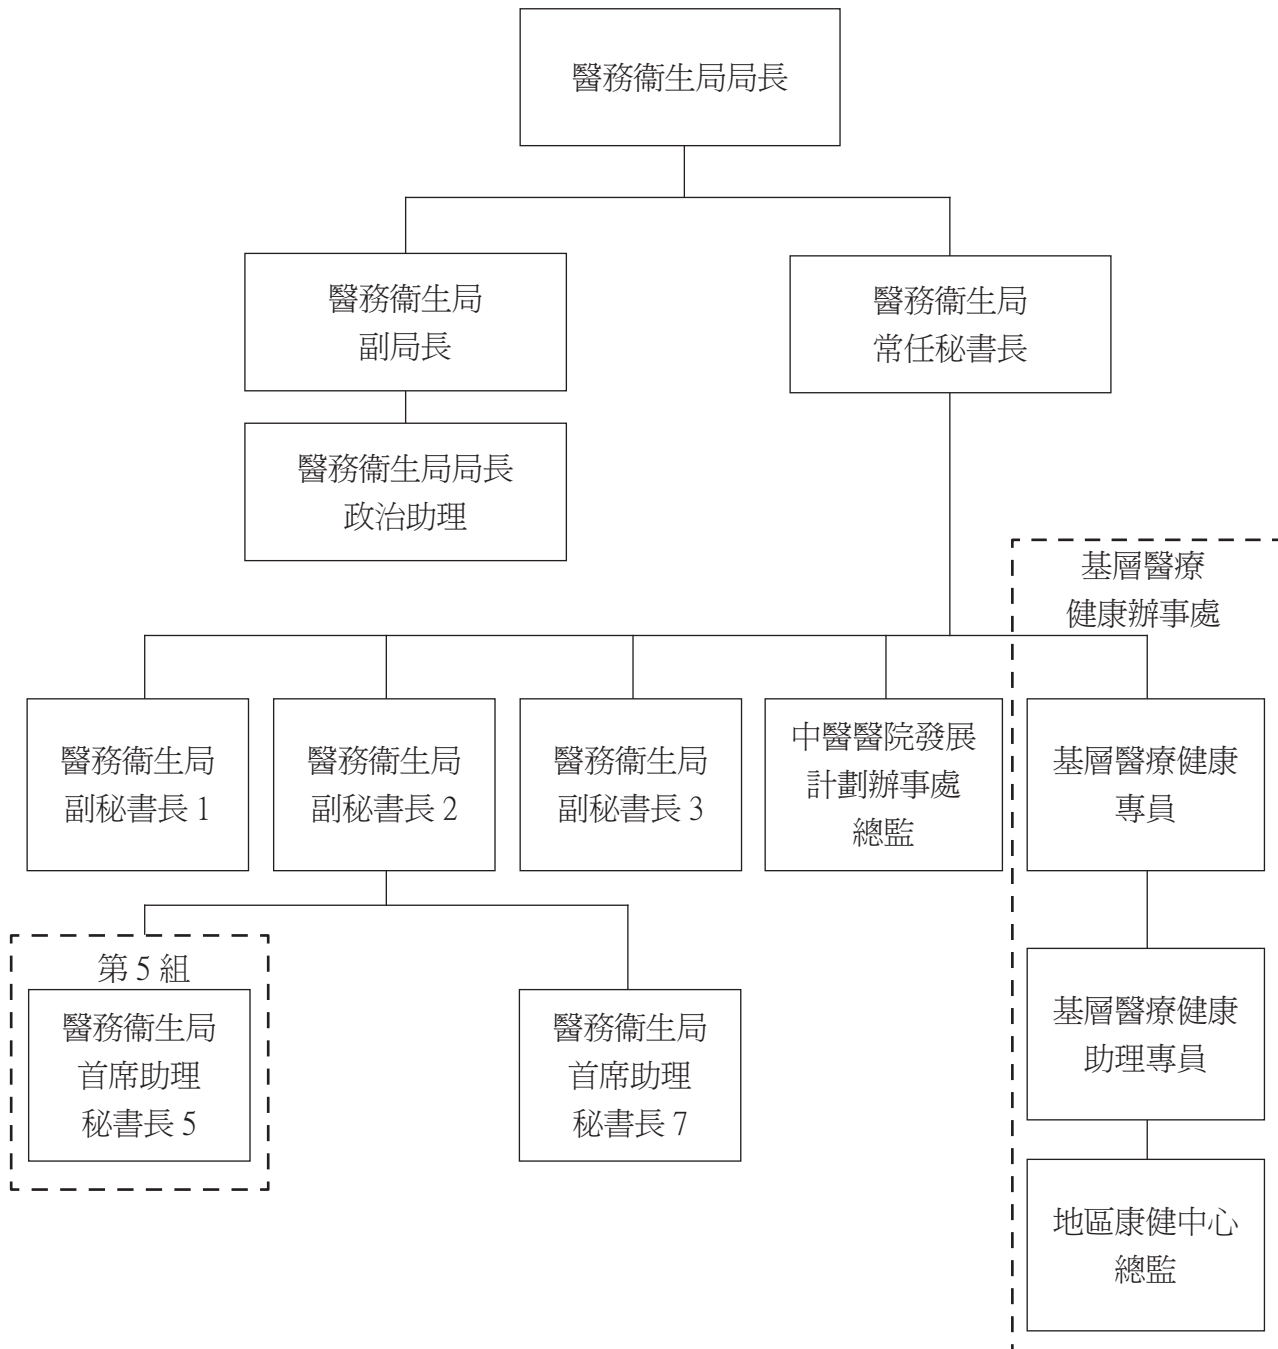 醫務衞生局局長
醫務衞生局
副局長
醫務衞生局
常任秘書長
醫務衞生局局長
政治助理
基層醫療
健康辦事處
醫務衞生局
副秘書長 1
醫務衞生局
副秘書長 2
醫務衞生局
副秘書長 3
中醫醫院發展
計劃辦事處
總監
基層醫療健康
專員
第 5 組
醫務衞生局
首席助理
秘書長 5
醫務衞生局
首席助理
秘書長 7
基層醫療健康
助理專員
地區康健中心
總監